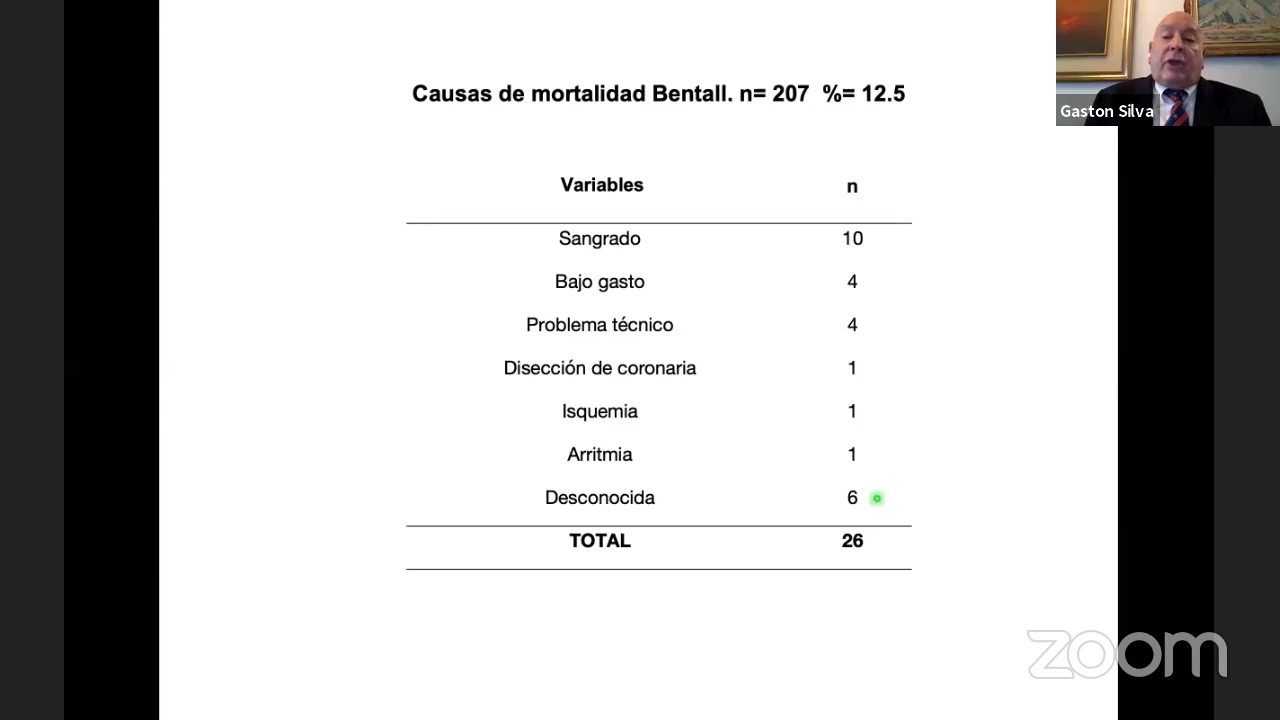 Causas de mortalidad Bentall. n= 207 %= 12.5
Gaston Silva
Variables n
Sangrado 10
Bajo gasto 4
Problema técnico 4
Disección de coronaria 1
Isquemia 1
Arritmia 1
Desconocida 6
TOTAL 26
zoom